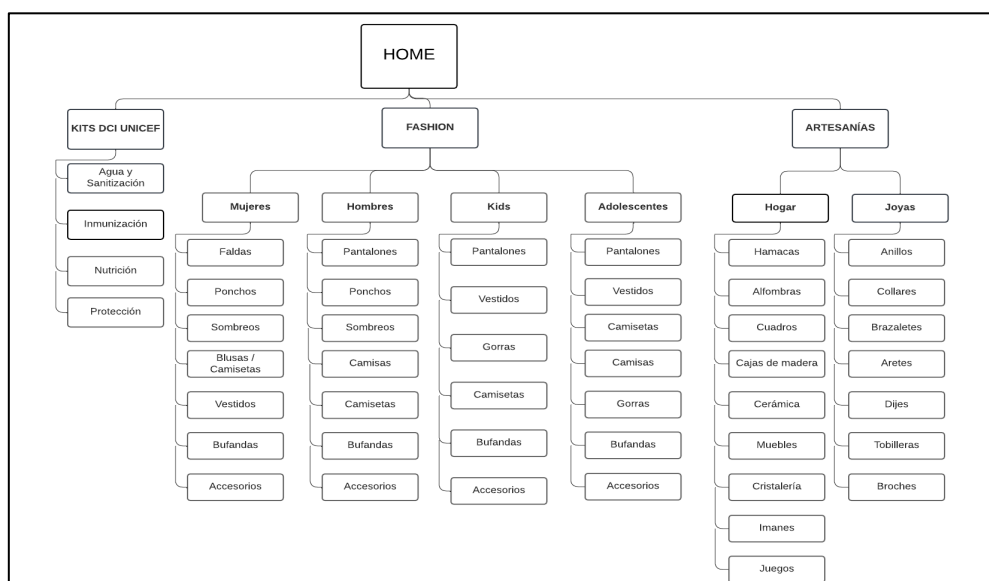 HOME
KITS DCI UNICEF
FASHION
ARTESANÍAS
Agua y
Sanitización
Inmunización
Nutrición
Protección
Mujeres
Faldas
Ponchos
Sombreos
Blusas /
Camisetas
Vestidos
Bufandas
Accesorios
Hombres
Pantalones
Ponchos
Sombreos
Camisas
Camisetas
Bufandas
Accesorios
Kids
Pantalones
Vestidos
Gorras
Camisetas
Bufandas
Accesorios
Adolescentes
Pantalones
Vestidos
Camisetas
Camisas
Gorras
Bufandas
Accesorios
Hogar
Hamacas
Alfombras
Cuadros
Cajas de madera
Cerámica
Muebles
Cristalería
Imanes
Juegos
Joyas
Anillos
Collares
Brazaletes
Aretes
Dijes
Tobilleras
Broches